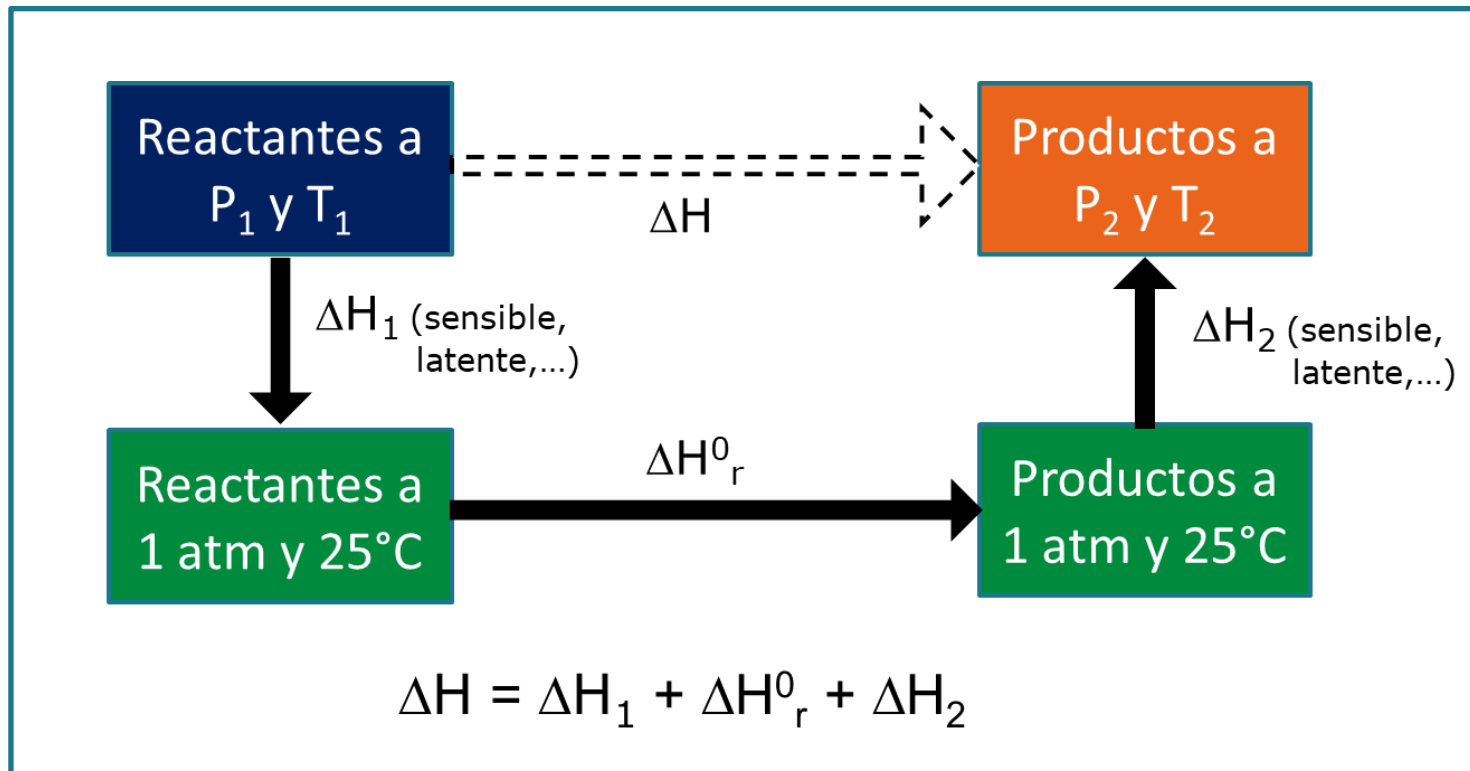 Reactantes a
P₁ y T₁
ΔH
Productos a
P₂ y T₂
ΔH₁ (sensible,
latente,...)
ΔH₂ (sensible,
latente,...)
Reactantes a
1 atm y 25°C
ΔH⁰ᵣ
Productos a
1 atm y 25°C
ΔH = ΔH₁ + ΔH⁰ᵣ + ΔH₂